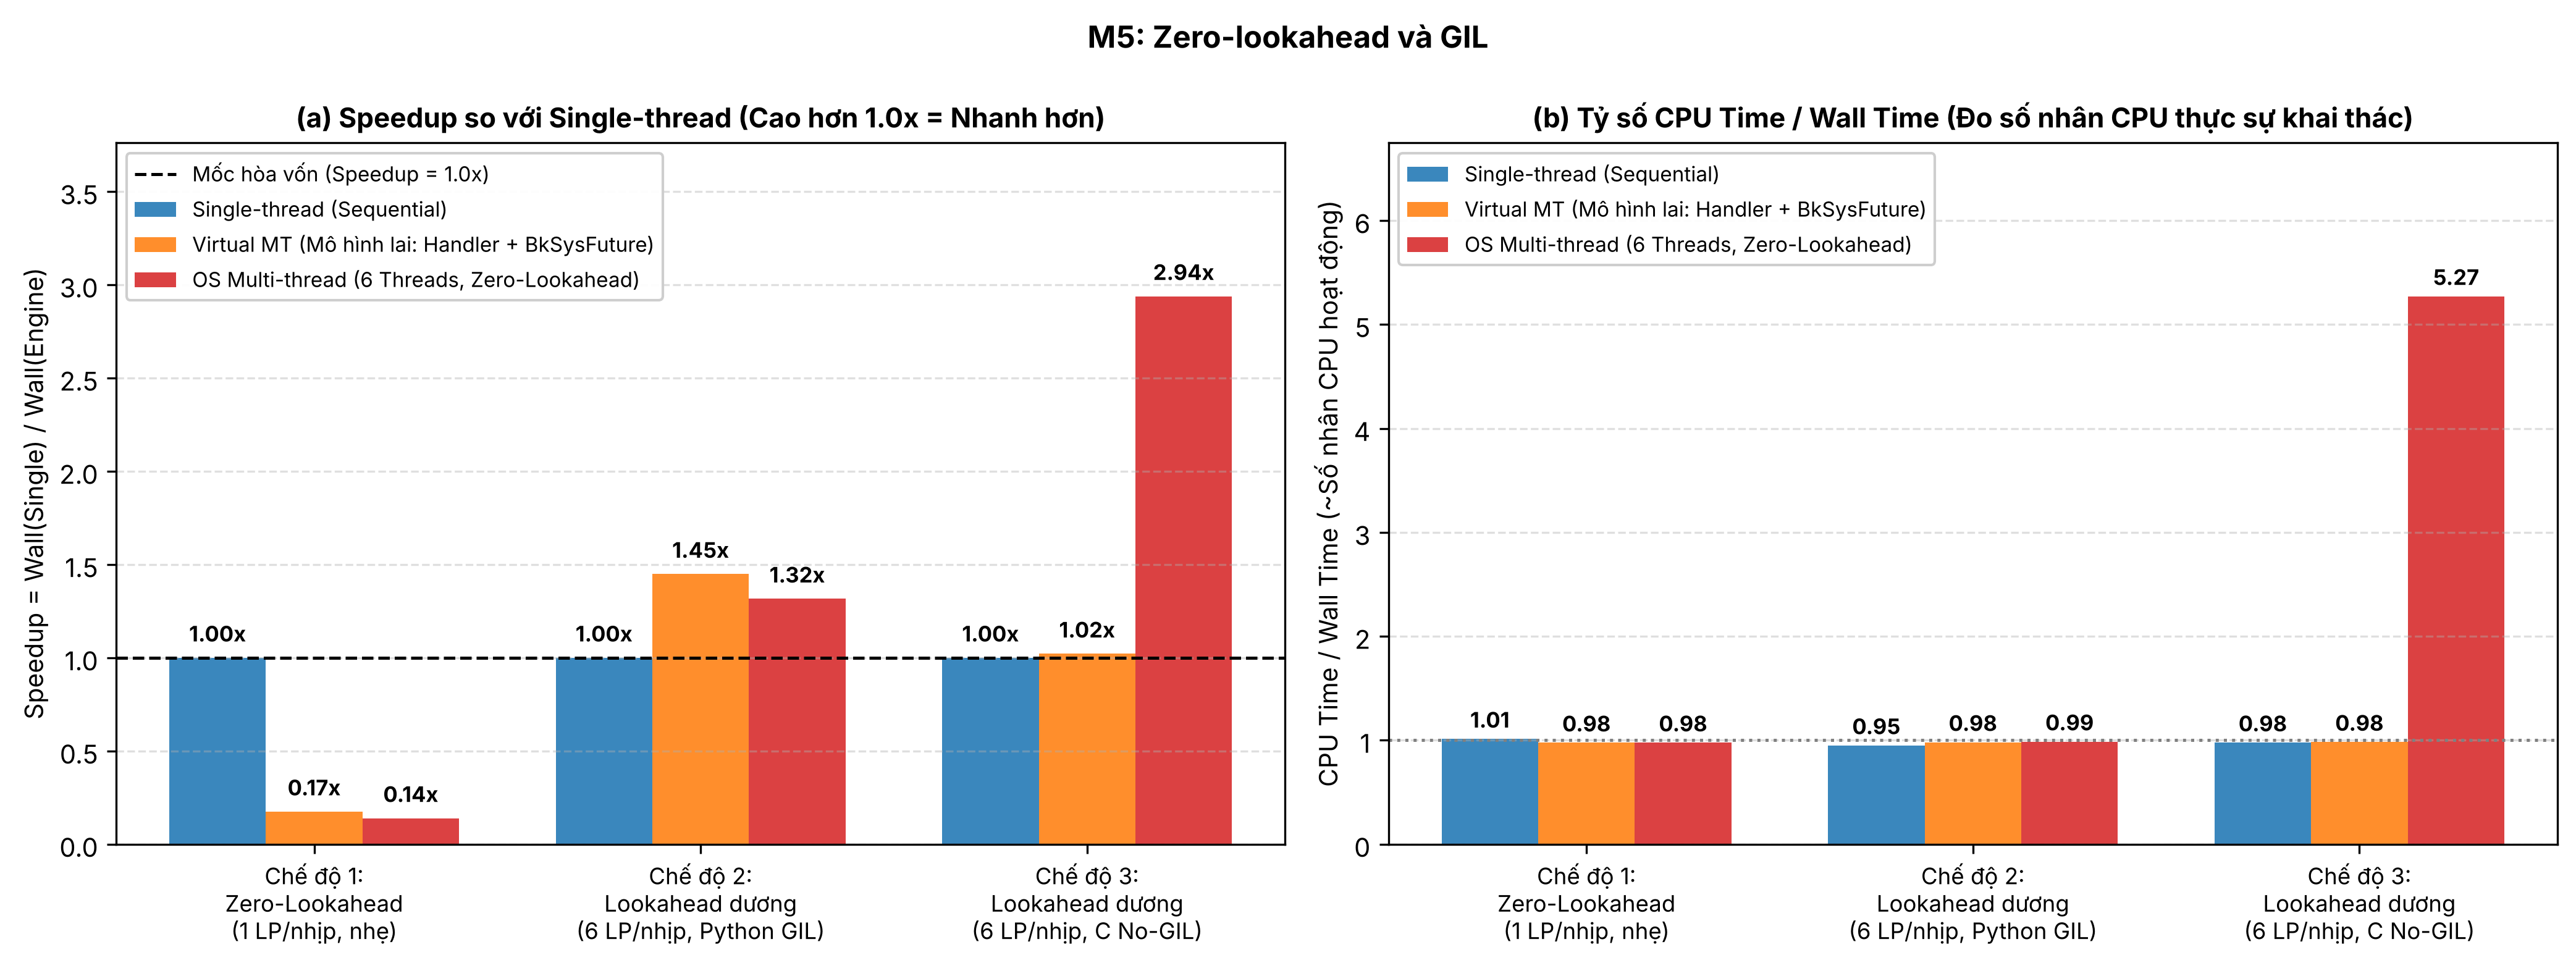 M5: Zero-lookahead và GIL
(a) Speedup so với Single-thread (Cao hơn 1.0x = Nhanh hơn)
Speedup = Wall(Single) / Wall(Engine)
3.5
3.0
2.5
2.0
1.5
1.0
0.5
0.0
Mốc hòa vốn (Speedup = 1.0x)
Single-thread (Sequential)
Virtual MT (Mô hình lai: Handler + BkSysFuture)
OS Multi-thread (6 Threads, Zero-Lookahead)
1.00x
0.17x
0.14x
1.00x
1.45x
1.32x
1.00x
1.02x
2.94x
Chế độ 1:
Zero-Lookahead
(1 LP/nhịp, nhẹ)
Chế độ 2:
Lookahead dương
(6 LP/nhịp, Python GIL)
Chế độ 3:
Lookahead dương
(6 LP/nhịp, C No-GIL)
(b) Tỷ số CPU Time / Wall Time (Đo số nhân CPU thực sự khai thác)
CPU Time / Wall Time (~Số nhân CPU hoạt động)
6
5
4
3
2
1
0
Single-thread (Sequential)
Virtual MT (Mô hình lai: Handler + BkSysFuture)
OS Multi-thread (6 Threads, Zero-Lookahead)
1.01
0.98
0.98
0.95
0.98
0.99
0.98
0.98
5.27
Chế độ 1:
Zero-Lookahead
(1 LP/nhịp, nhẹ)
Chế độ 2:
Lookahead dương
(6 LP/nhịp, Python GIL)
Chế độ 3:
Lookahead dương
(6 LP/nhịp, C No-GIL)